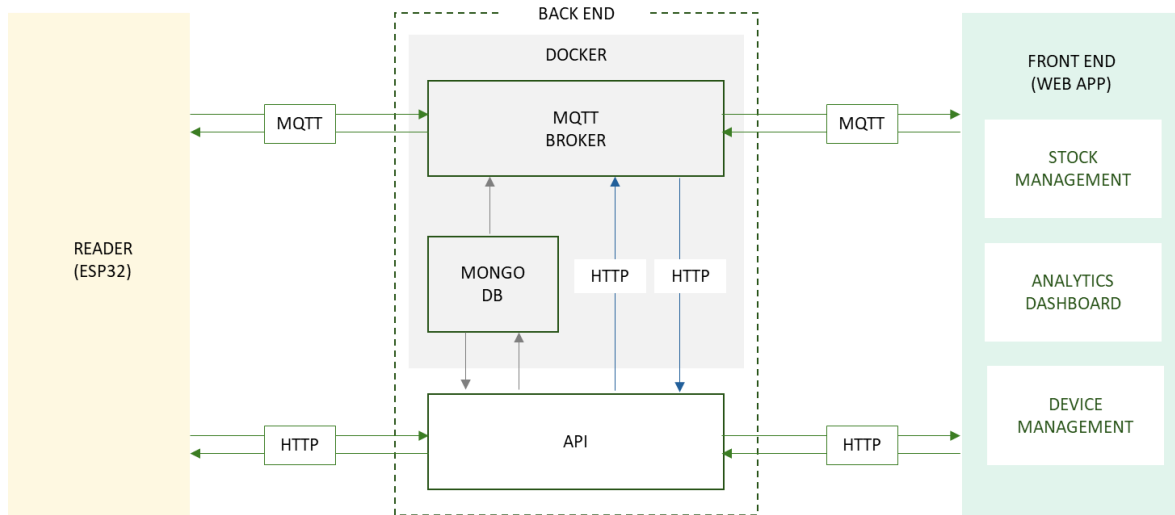 BACK END
DOCKER
FRONT END
(WEB APP)
MQTT
MQTT
BROKER
MQTT
STOCK
MANAGEMENT
READER
(ESP32)
MONGO
DB
HTTP
HTTP
ANALYTICS
DASHBOARD
HTTP
API
HTTP
DEVICE
MANAGEMENT